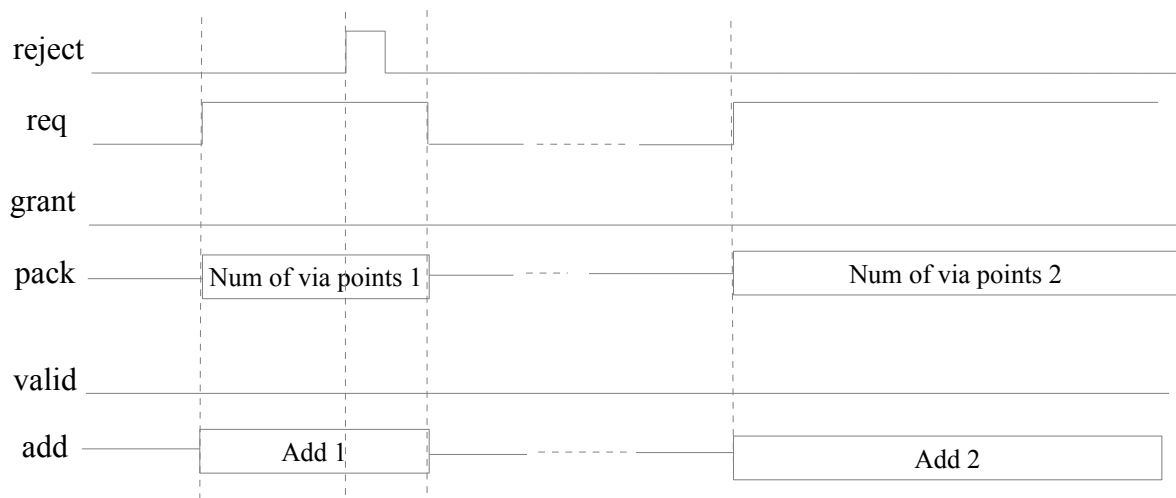 reject
req
grant
pack
Num of via points 1
Num of via points 2
valid
add
Add 1
Add 2